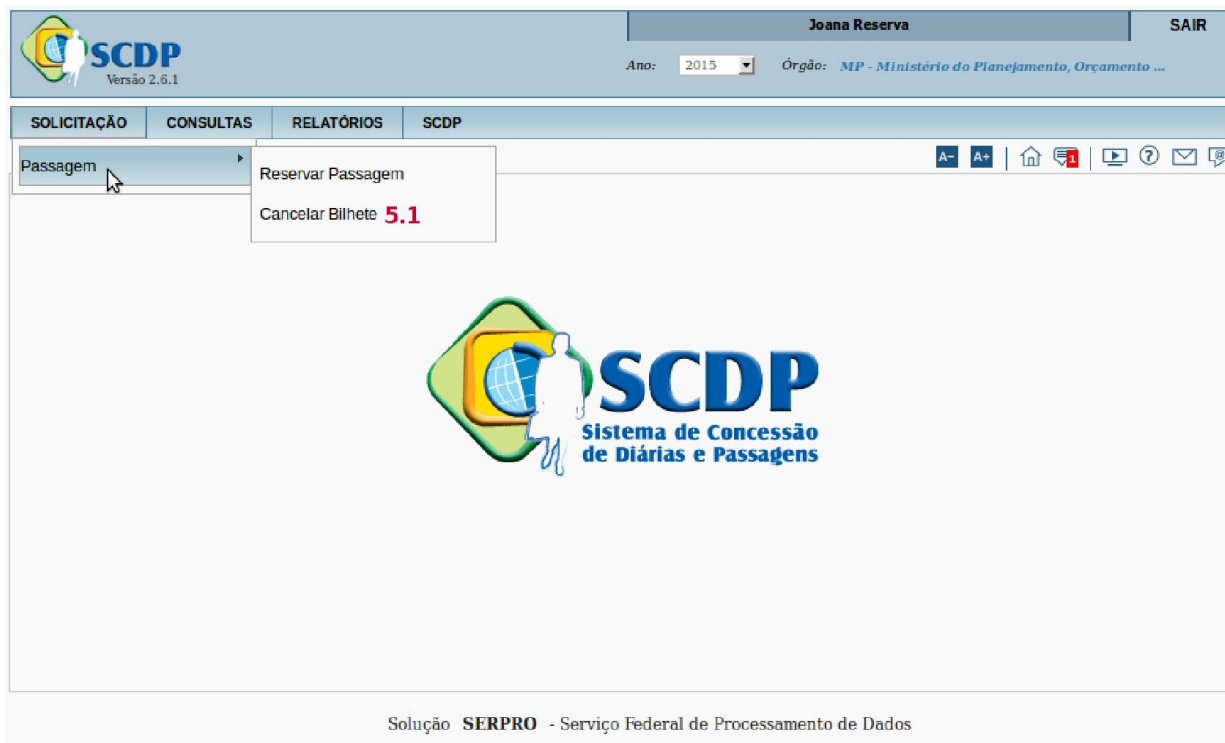 Joana Reserva
SAIR
SCDP
Versão 2.6.1
Ano: 2015 Órgão: MP - Ministério do Planejamento, Orçamento ...
SOLICITAÇÃO CONSULTAS RELATÓRIOS SCDP
Passagem
A- A+ 1 ?
Reservar Passagem
Cancelar Bilhete 5.1
SCDP
Sistema de Concessão
de Diárias e Passagens
Solução SERPRO - Serviço Federal de Processamento de Dados